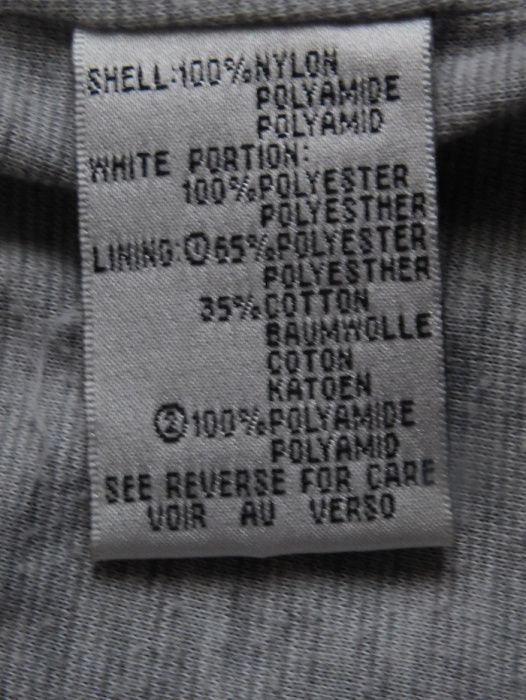 SHELL:100%NYLON
POLYAMIDE
POLYAMID
WHITE PORTION:
100%POLYESTER
POLYESTHER
LINING:①65%POLYESTER
POLYESTHER
35%COTTON
BAUMWOLLE
COTON
KATOEN
②100%POLYAMIDE
POLYAMID
SEE REVERSE FOR CARE
VOIR AU VERSO